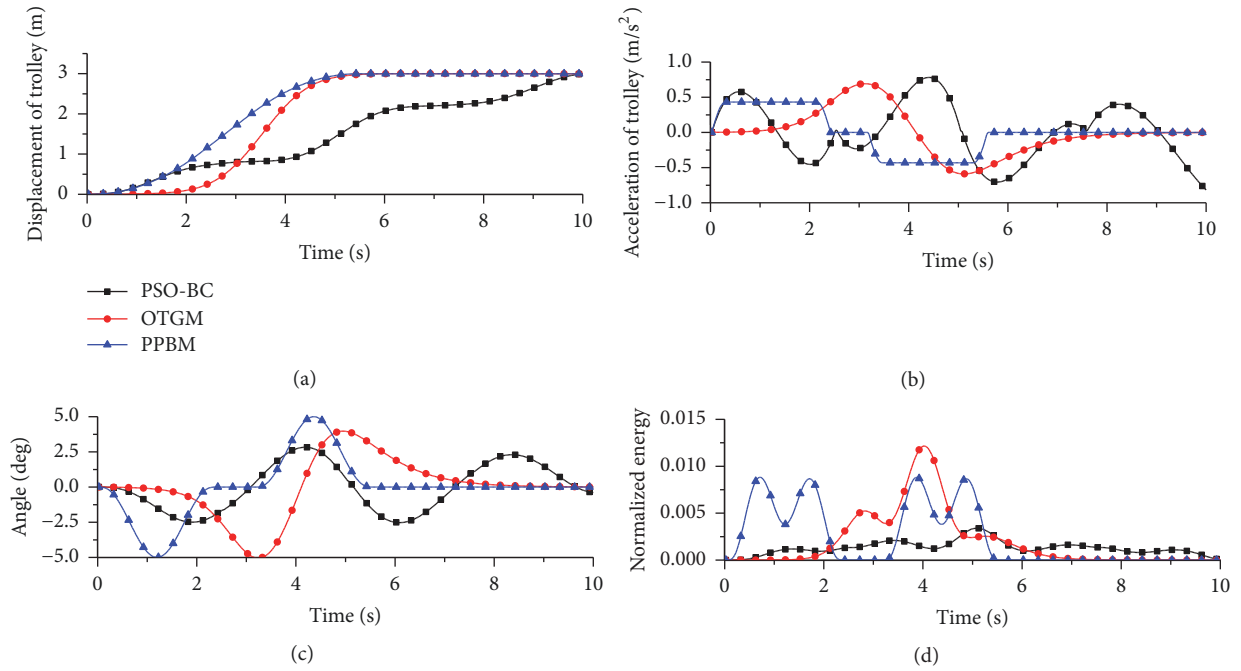 Displacement of trolley (m)
3
2
1
0
0
2
4
6
8
10
Time (s)
PSO-BC
OTGM
PPBM
(a)
Acceleration of trolley (m/s²)
1.0
0.5
0.0
−0.5
−1.0
0
2
4
6
8
10
Time (s)
(b)
Angle (deg)
5.0
2.5
0.0
−2.5
−5.0
0
2
4
6
8
10
Time (s)
(c)
Normalized energy
0.015
0.010
0.005
0.000
0
2
4
6
8
10
Time (s)
(d)